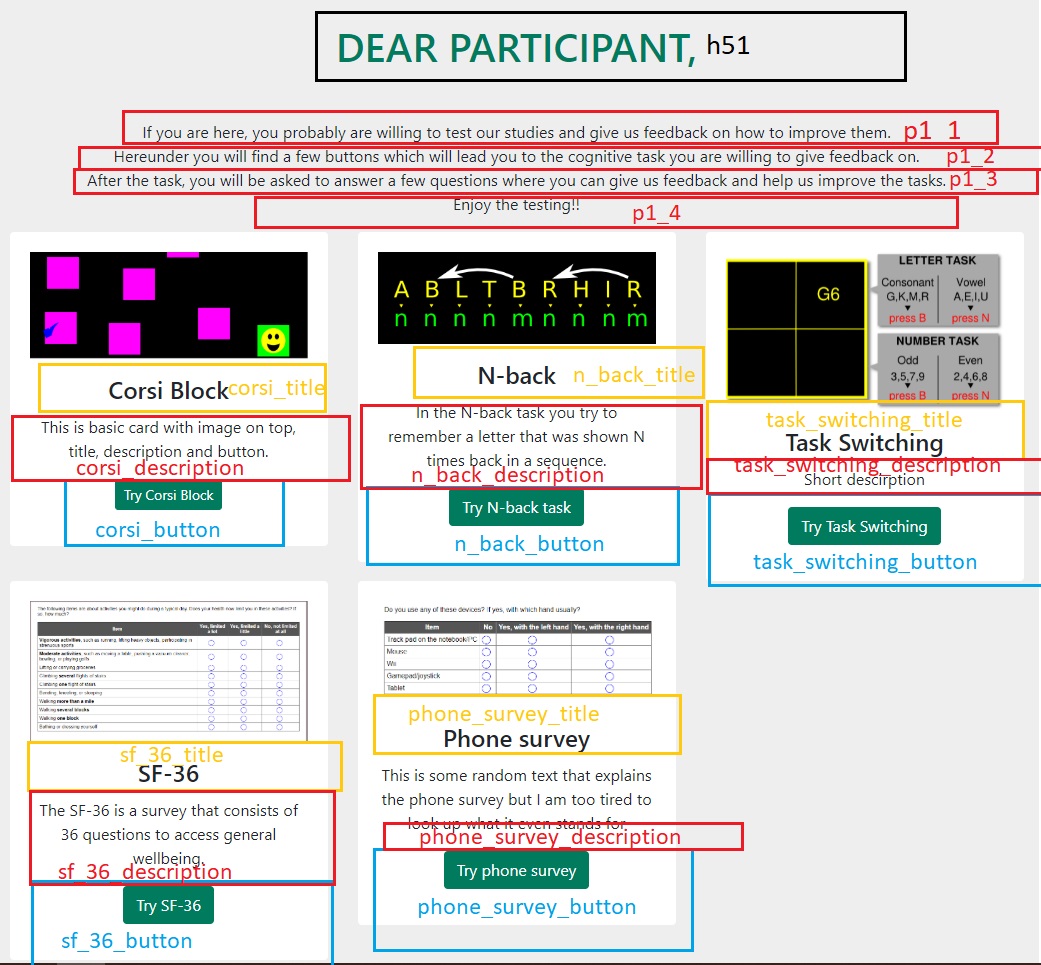 DEAR PARTICIPANT, h51
If you are here, you probably are willing to test our studies and give us feedback on how to improve them. p1_1
Hereunder you will find a few buttons which will lead you to the cognitive task you are willing to give feedback on. p1_2
After the task, you will be asked to answer a few questions where you can give us feedback and help us improve the tasks. p1_3
Enjoy the testing!! p1_4
Corsi Block corsi_title
This is basic card with image on top,
title, description and button.
corsi_description
Try Corsi Block
corsi_button
A B L T B R H I R
n n n n m n n n m
N-back n_back_title
In the N-back task you try to
remember a letter that was shown N
times back in a sequence.
n_back_description
Try N-back task
n_back_button
G6
LETTER TASK
Consonant Vowel
G,K,M,R A,E,I,U
press B press N
NUMBER TASK
Odd Even
3,5,7,9 2,4,6,8
press B press N
task_switching_title
Task Switching
task_switching_description
Short descirption
Try Task Switching
task_switching_button
The following items are about activities you might do during a typical day. Does your health now limit you in these activities? If
so, how much?
Item Yes, limited a lot Yes, limited a little No, not limited at all
Vigorous activities, such as running, lifting heavy objects, participating in
strenuous sports
Moderate activities, such as moving a table, pushing a vacuum cleaner,
bowling, or playing golf
Lifting or carrying groceries
Climbing several flights of stairs
Climbing one flight of stairs
Bending, kneeling, or stooping
Walking more than a mile
Walking several blocks
Walking one block
Bathing or dressing yourself
sf_36_title
SF-36
The SF-36 is a survey that consists of
36 questions to access general
wellbeing.
sf_36_description
Try SF-36
sf_36_button
Do you use any of these devices? If yes, with which hand usually?
Item No Yes, with the left hand Yes, with the right hand
Track pad on the notebook/PC
Mouse
Wii
Gamepad/joystick
Tablet
phone_survey_title
Phone survey
This is some random text that explains
the phone survey but I am too tired to
look up what it even stands for.
phone_survey_description
Try phone survey
phone_survey_button